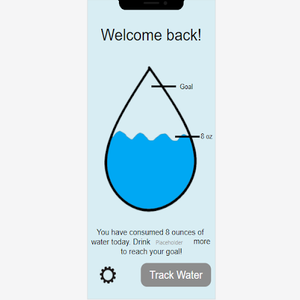 Welcome back!
Goal
8 oz
You have consumed 8 ounces of
water today. Drink Placeholder more
to reach your goal!
Track Water